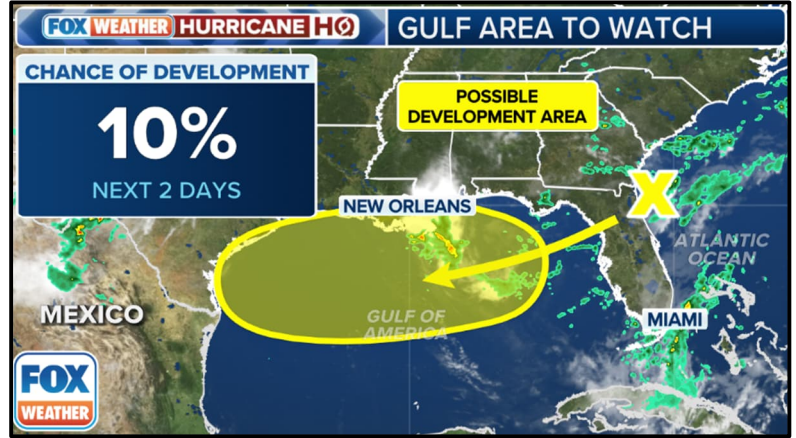 FOX WEATHER HURRICANE HQ
GULF AREA TO WATCH
CHANCE OF DEVELOPMENT
10%
NEXT 2 DAYS
POSSIBLE
DEVELOPMENT AREA
X
NEW ORLEANS
ATLANTIC
OCEAN
MEXICO
GULF OF
AMERICA
MIAMI
FOX
WEATHER